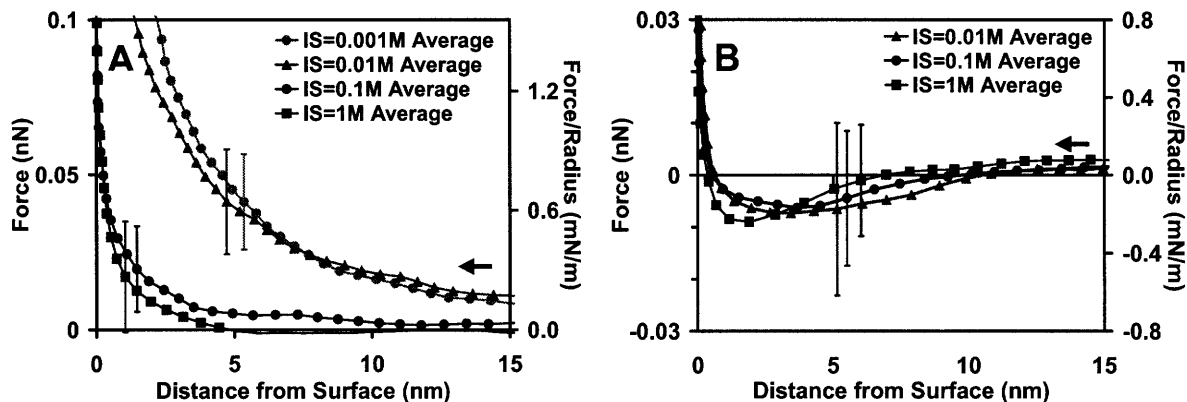 A
IS=0.001M Average
IS=0.01M Average
IS=0.1M Average
IS=1M Average
0.1
0.05
0
Force (nN)
1.2
0.6
0.0
Force/Radius (mN/m)
0
5
10
15
Distance from Surface (nm)
B
IS=0.01M Average
IS=0.1M Average
IS=1M Average
0.03
0
-0.03
Force (nN)
0.8
0.4
0.0
-0.4
-0.8
Force/Radius (mN/m)
0
5
10
15
Distance from Surface (nm)